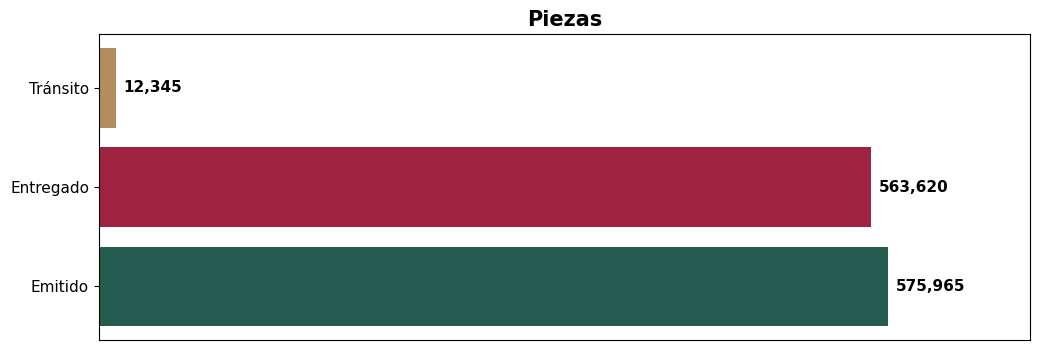 Piezas
Tránsito 12,345
Entregado 563,620
Emitido 575,965